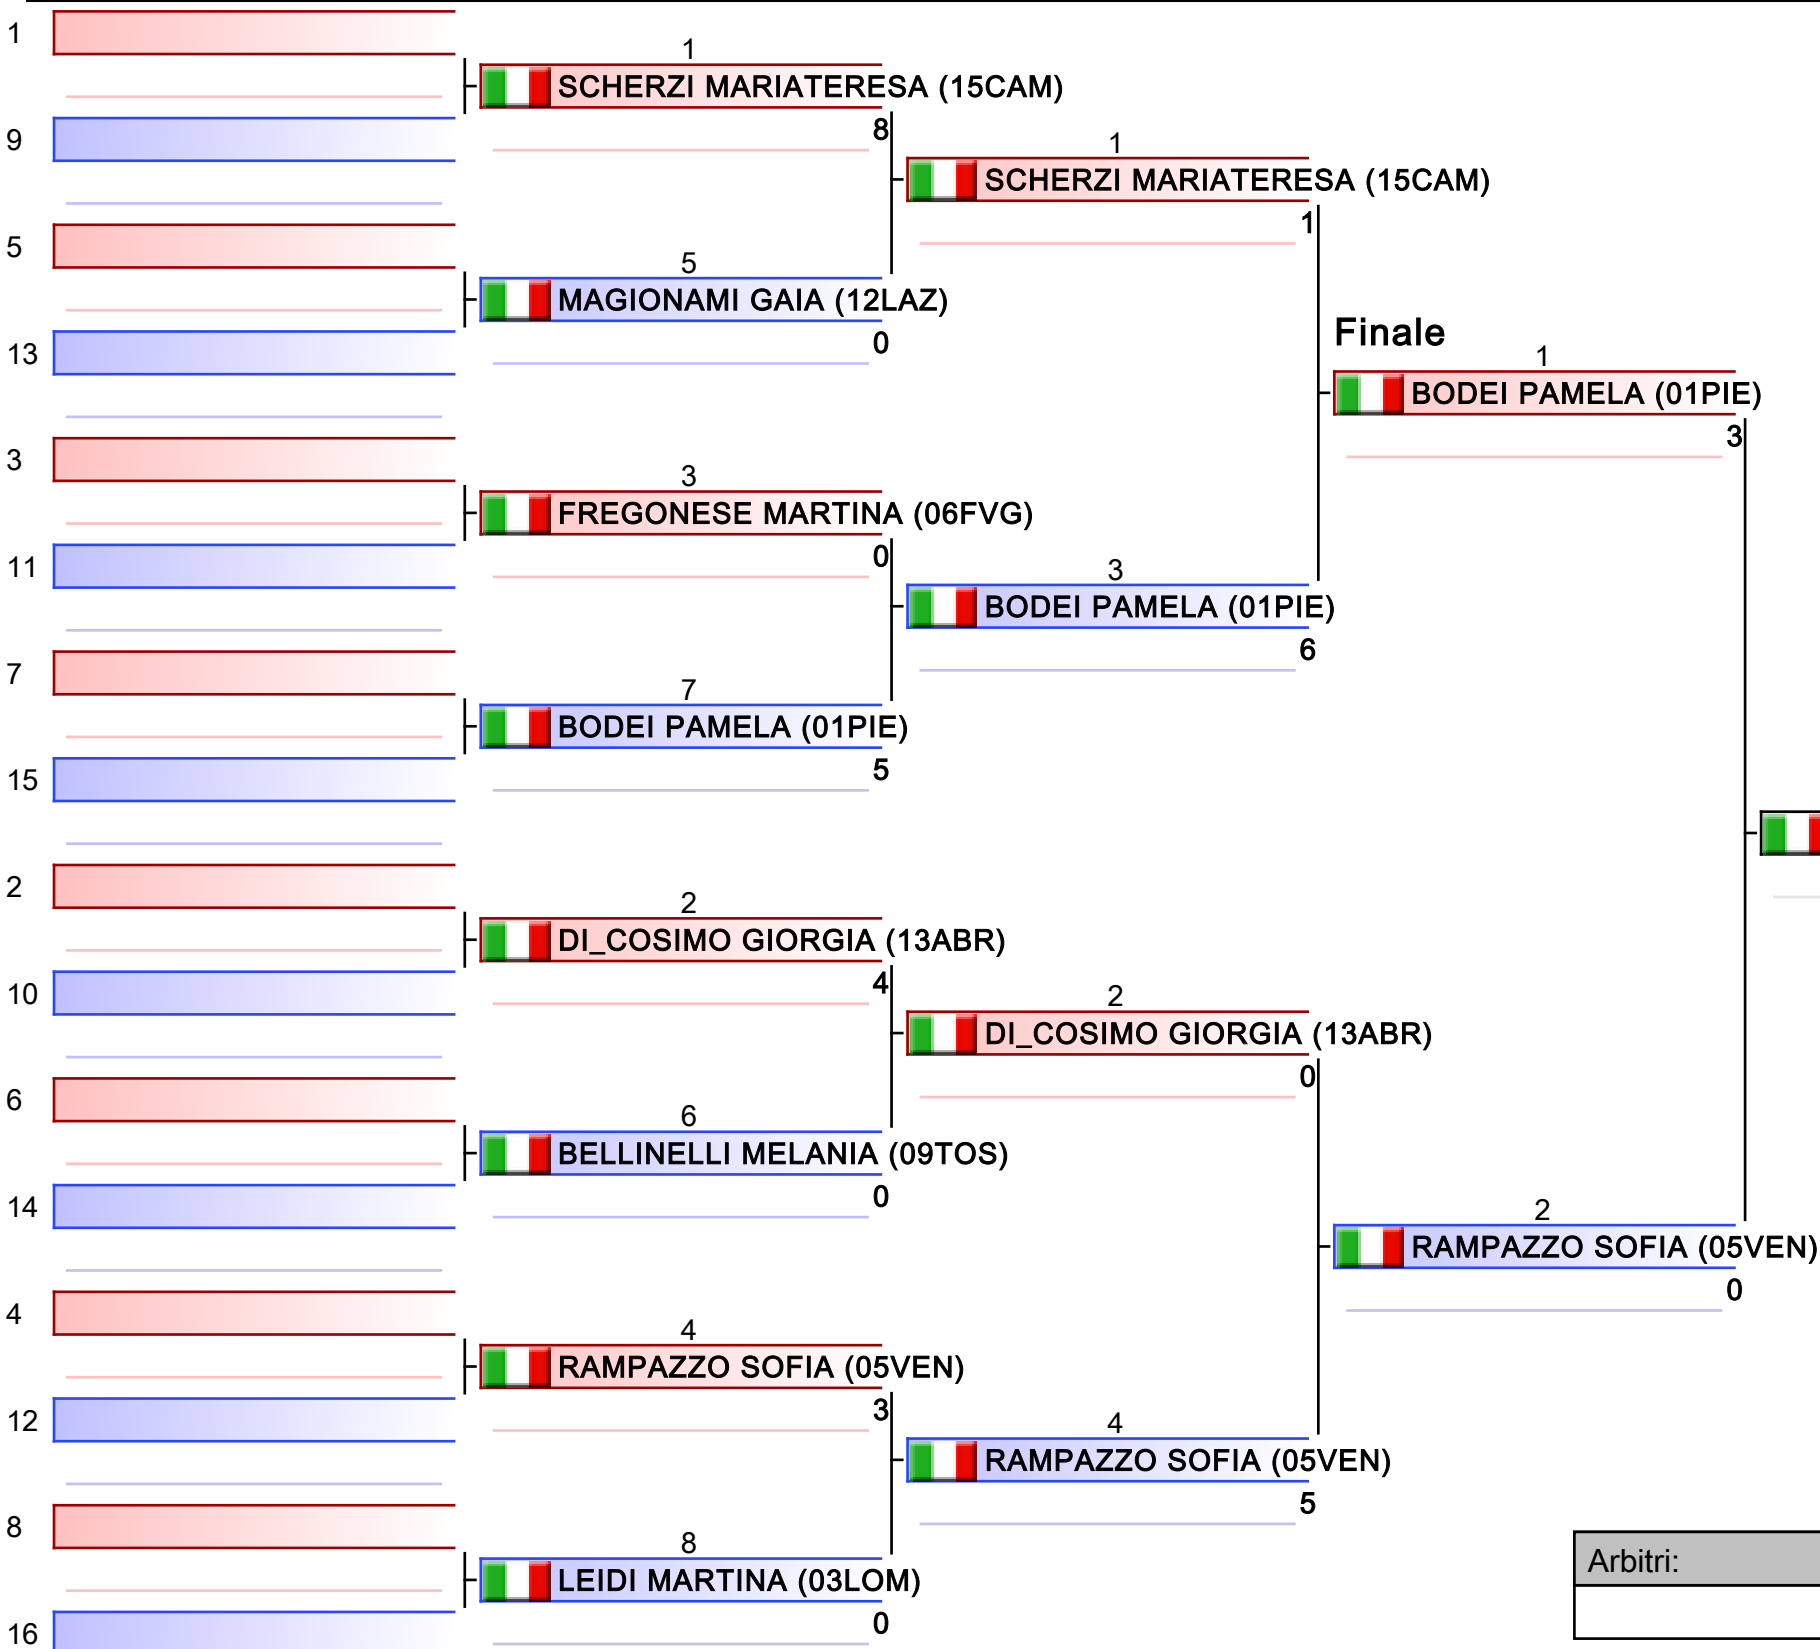 1
9
5
13
3
11
7
15
2
10
6
14
4
12
8
16
1
SCHERZI MARIATERESA (15CAM)
8
5
MAGIONAMI GAIA (12LAZ)
0
3
FREGONESE MARTINA (06FVG)
0
7
BODEI PAMELA (01PIE)
5
2
DI_COSIMO GIORGIA (13ABR)
4
6
BELLINELLI MELANIA (09TOS)
0
4
RAMPAZZO SOFIA (05VEN)
3
8
LEIDI MARTINA (03LOM)
0
1
SCHERZI MARIATERESA (15CAM)
1
3
BODEI PAMELA (01PIE)
6
2
DI_COSIMO GIORGIA (13ABR)
0
4
RAMPAZZO SOFIA (05VEN)
5
Finale
1
BODEI PAMELA (01PIE)
3
2
RAMPAZZO SOFIA (05VEN)
0
Arbitri: